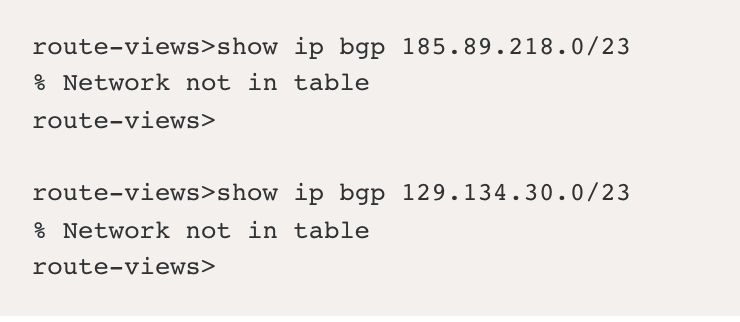 route-views>show ip bgp 185.89.218.0/23
% Network not in table
route-views>
route-views>show ip bgp 129.134.30.0/23
% Network not in table
route-views>